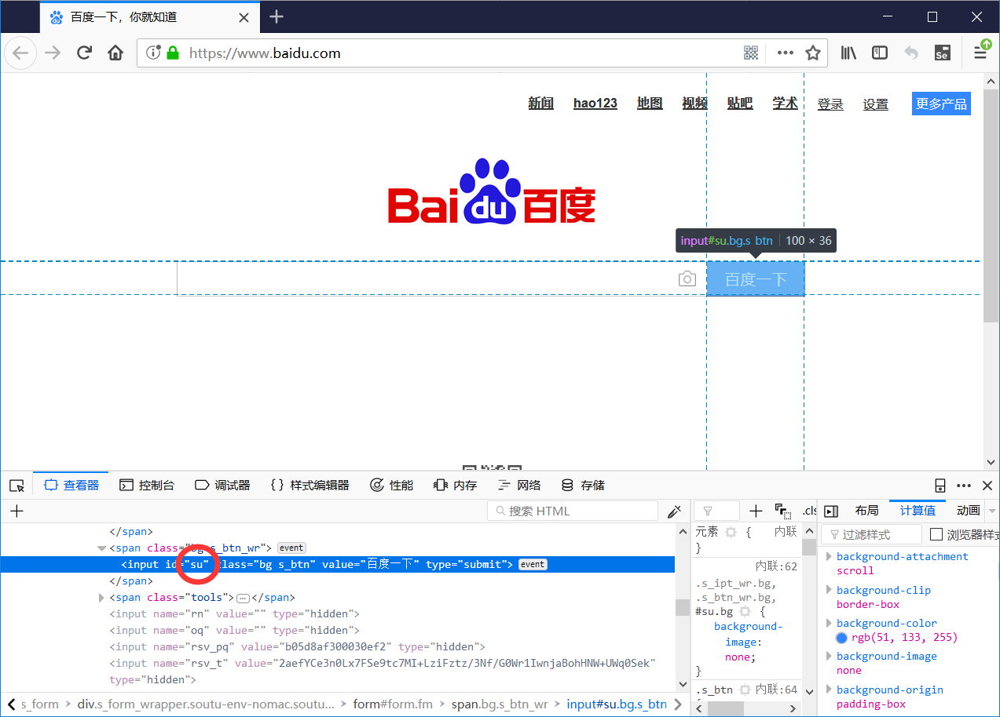 百度一下，你就知道
https://www.baidu.com
Se
新闻 hao123 地图 视频 贴吧 学术 登录 设置 更多产品
Bai du 百度
input#su.bg.s_btn 100 × 36
百度一下
查看器 控制台 调试器 样式编辑器 性能 内存 网络 存储
搜索 HTML
.cls
布局 计算值 动画
过滤样式 浏览器样式
</span>
<span class="bg s_btn_wr"> event
<input id="su" class="bg s_btn" value="百度一下" type="submit"> event
</span>
<span class="tools">…</span>
<input name="rn" value="" type="hidden">
<input name="oq" value="" type="hidden">
<input name="rsv_pq" value="b05d8af300030ef2" type="hidden">
<input name="rsv_t" value="2aefYCe3n0Lx7FSe9tc7MI+LziFztz/3Nf/G0Wr1IwnjaBohHNW+UWq0Sek"
type="hidden">
s_form div.s_form_wrapper.soutu-env-nomac.soutu... form#form.fm span.bg.s_btn_wr input#su.bg.s_btn
元素 { 内联
}
内联:62
.s_ipt_wr.bg,
.s_btn_wr.bg,
#su.bg {
background-
image:
none;
}
.s_btn 内联:64
background-attachment
scroll
background-clip
border-box
background-color
rgb(51, 133, 255)
background-image
none
background-origin
padding-box